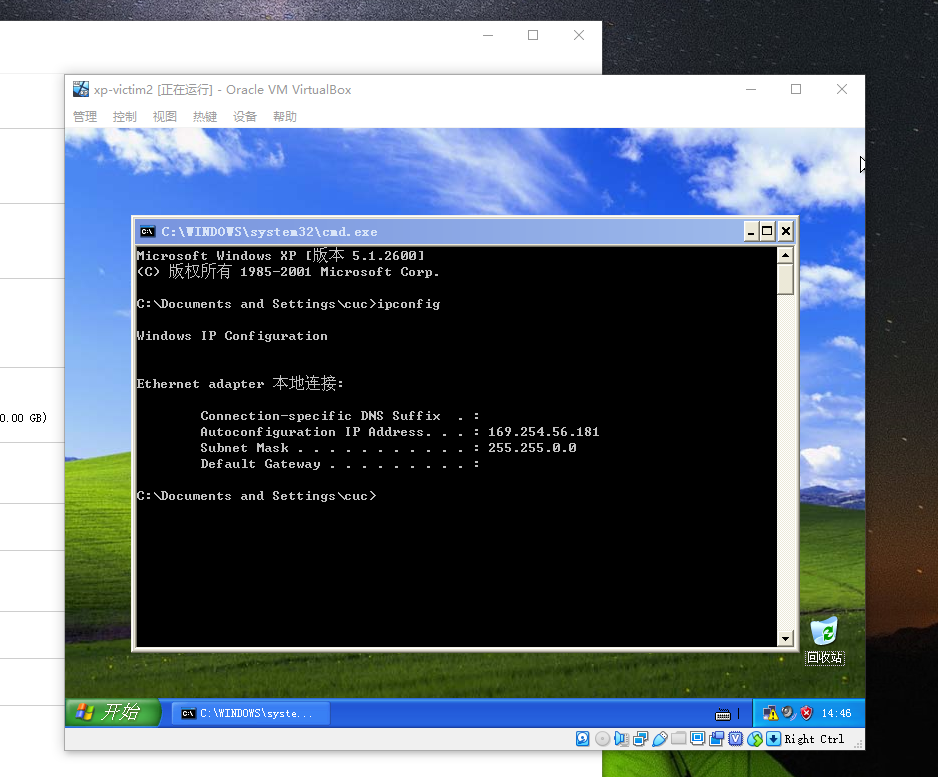 xp-victim2 [正在运行] - Oracle VM VirtualBox
管理 控制 视图 热键 设备 帮助
C:\WINDOWS\system32\cmd.exe
Microsoft Windows XP [版本 5.1.2600]
(C) 版权所有 1985-2001 Microsoft Corp.
C:\Documents and Settings\cuc>ipconfig
Windows IP Configuration
Ethernet adapter 本地连接:
Connection-specific DNS Suffix  . :
Autoconfiguration IP Address. . . : 169.254.56.181
Subnet Mask . . . . . . . . . . . : 255.255.0.0
Default Gateway . . . . . . . . . :
C:\Documents and Settings\cuc>
0.00 GB)
回收站
开始 C:\WINDOWS\syste... 14:46
Right Ctrl